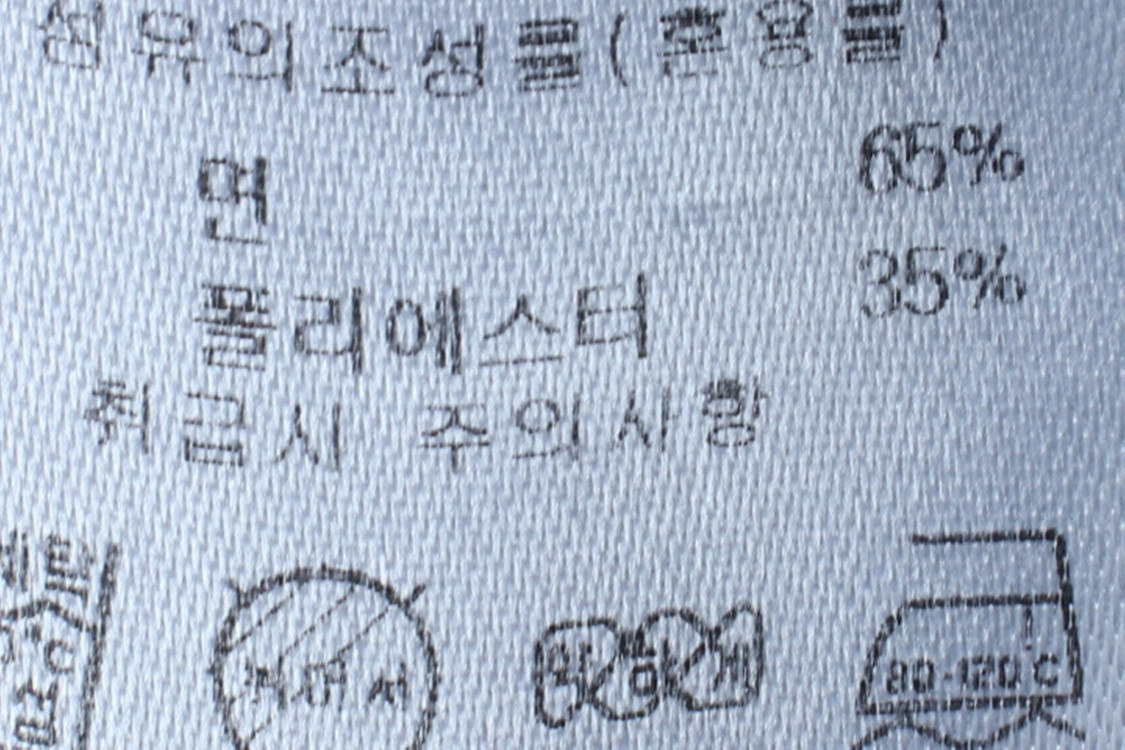 섬유의조성률(혼용률)
면 65%
폴리에스터 35%
취급시 주의사항
80-120℃
약하게